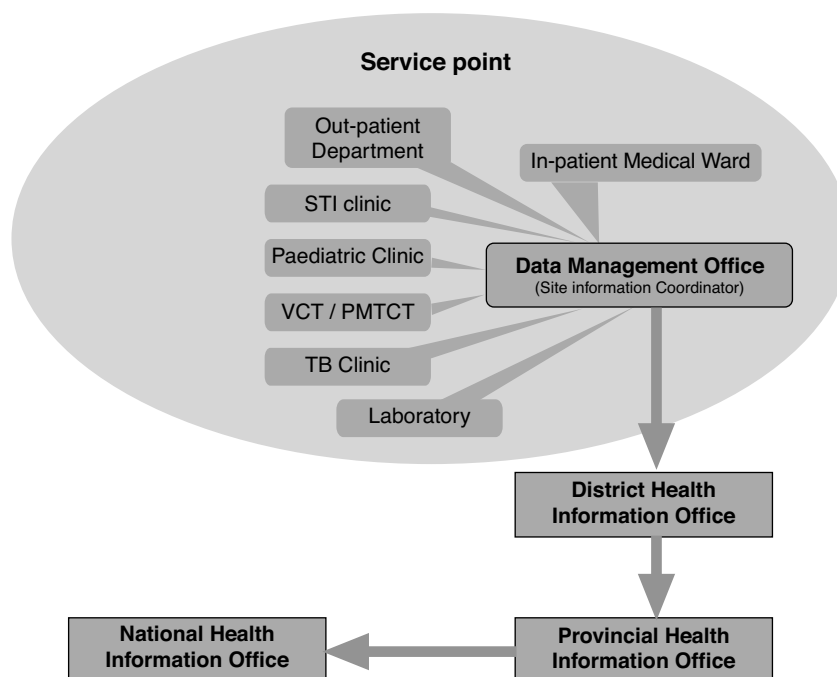 Service point
Out-patient
Department
In-patient Medical Ward
STI clinic
Paediatric Clinic
Data Management Office
(Site information Coordinator)
VCT / PMTCT
TB Clinic
Laboratory
District Health
Information Office
National Health
Information Office
Provincial Health
Information Office